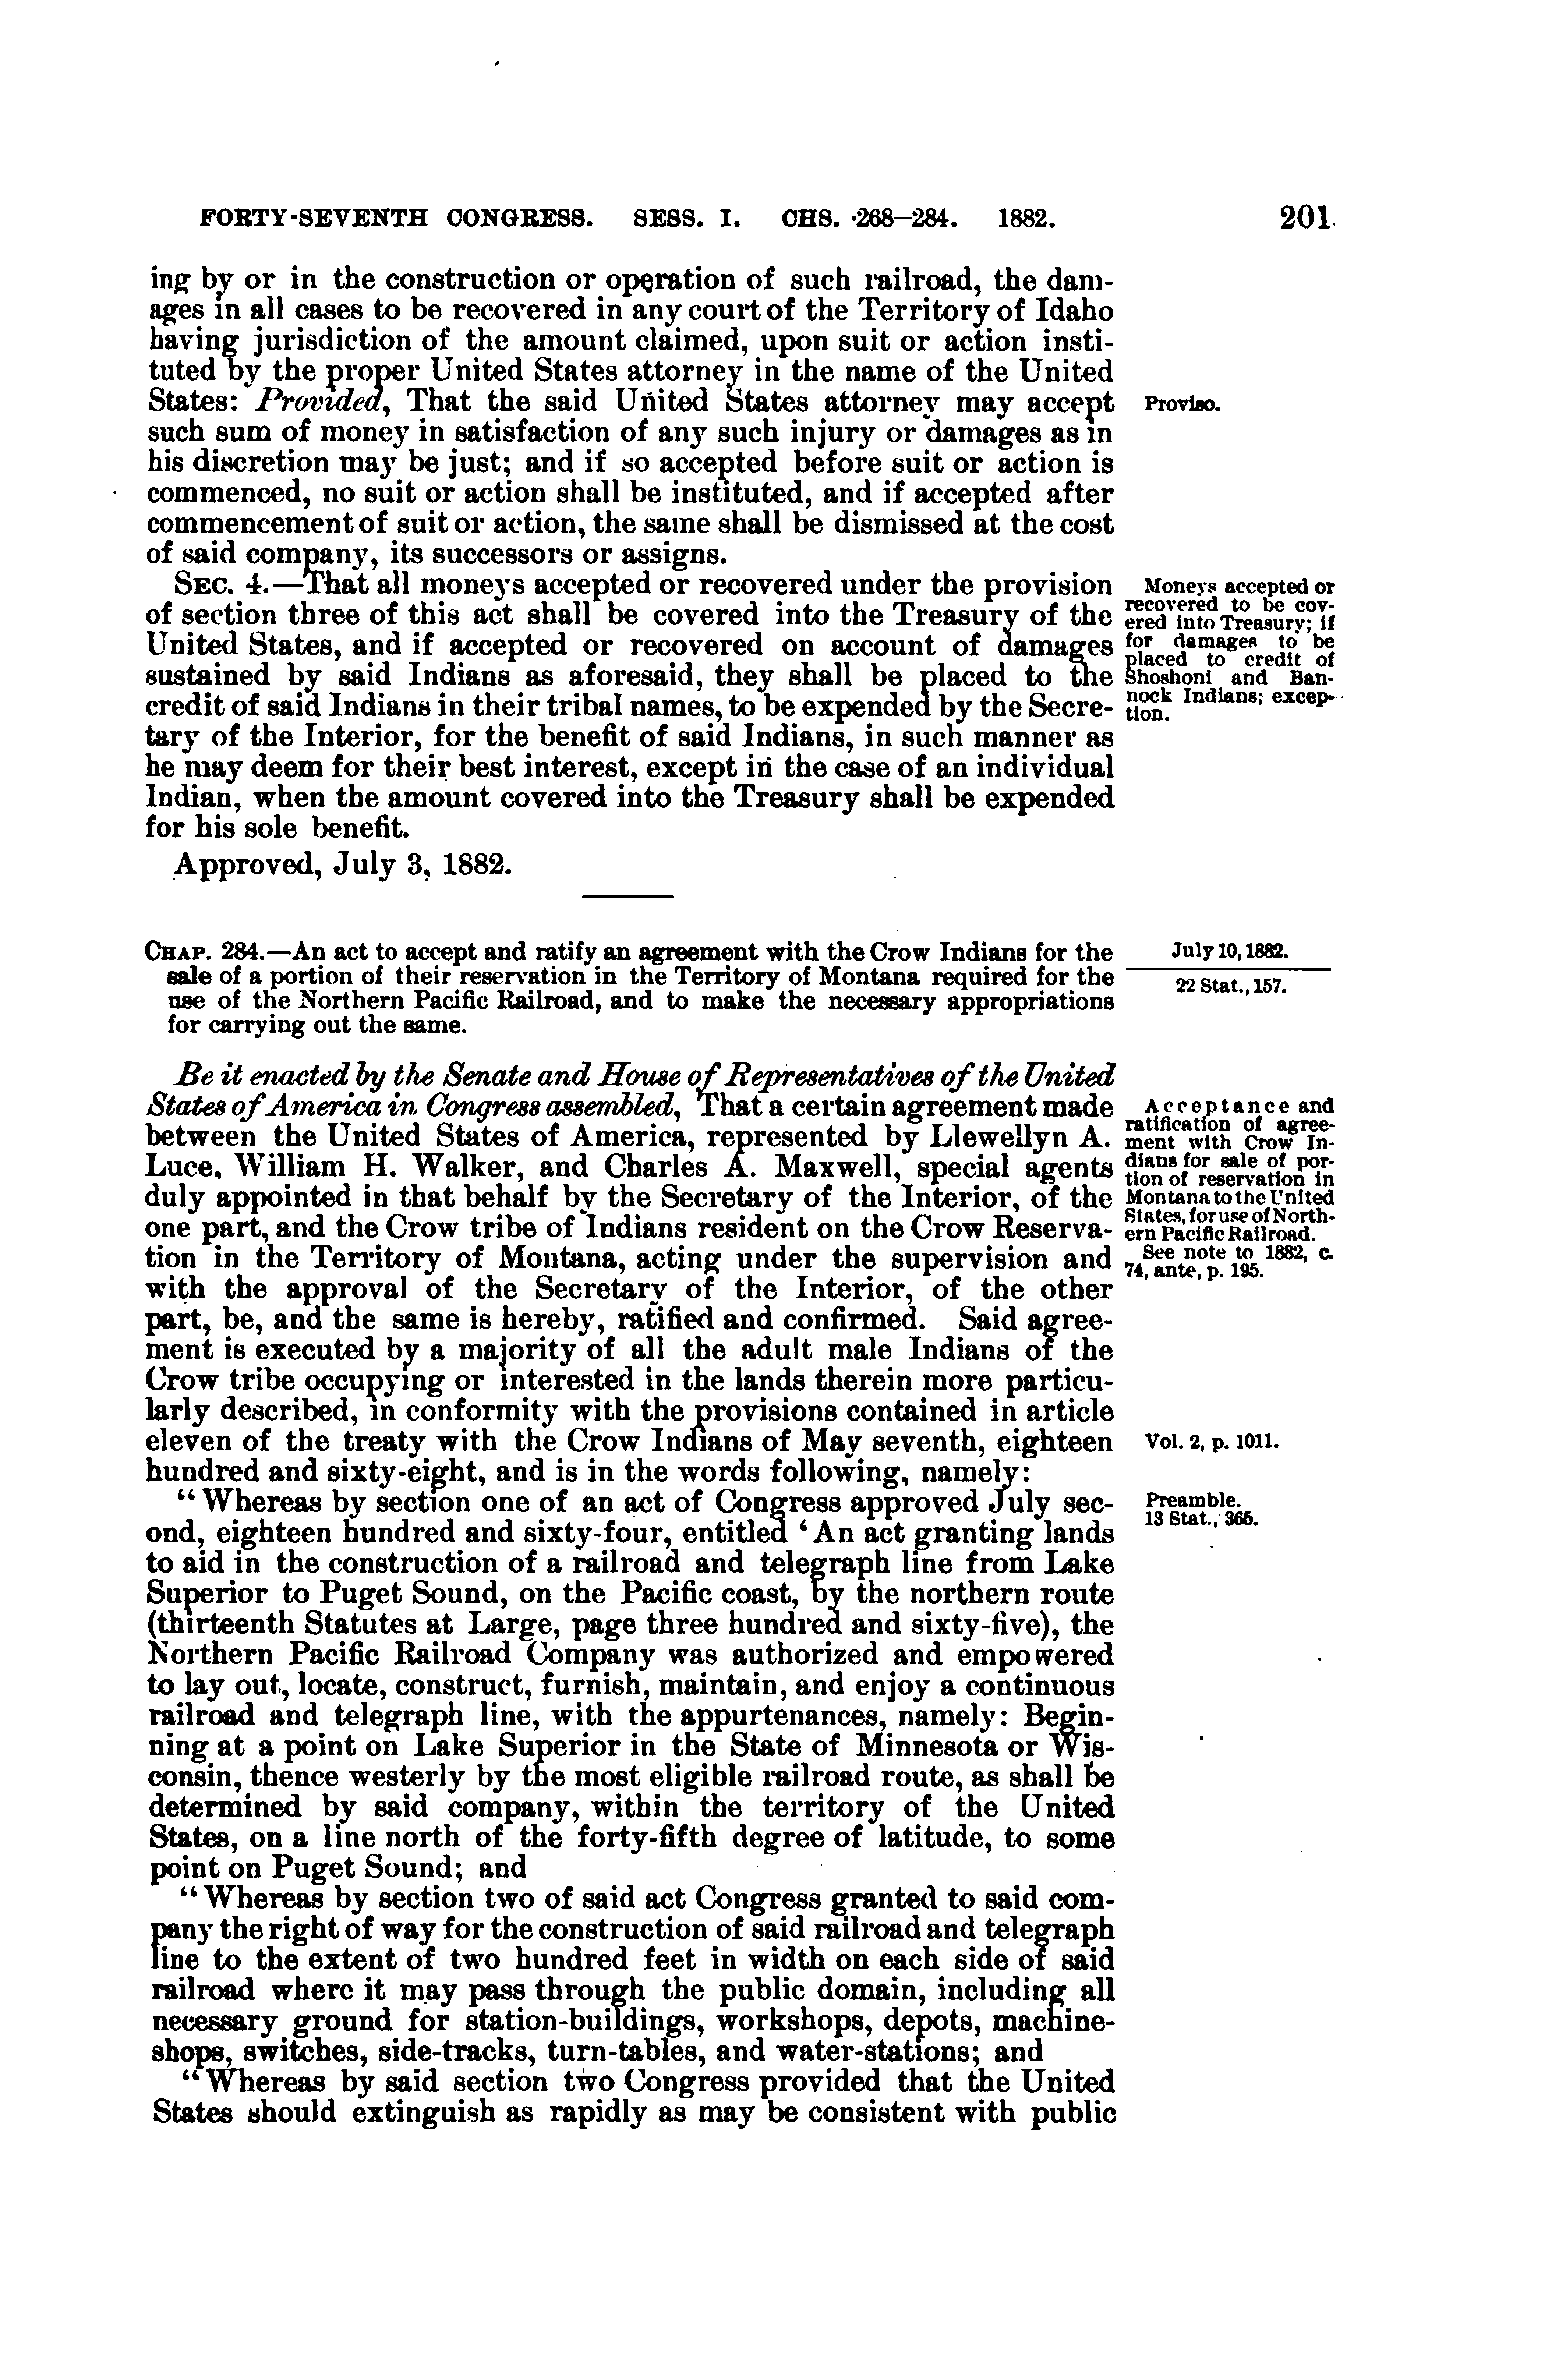 FORTY-SEVENTH CONGRESS. SESS. I. CHS. 268–284. 1882. 201
ing by or in the construction or operation of such railroad, the dam-
ages in all cases to be recovered in any court of the Territory of Idaho
having jurisdiction of the amount claimed, upon suit or action insti-
tuted by the proper United States attorney in the name of the United
States: Provided, That the said United States attorney may accept
such sum of money in satisfaction of any such injury or damages as in
his discretion may be just; and if so accepted before suit or action is
commenced, no suit or action shall be instituted, and if accepted after
commencement of suit or action, the same shall be dismissed at the cost
of said company, its successors or assigns.
Proviso.
SEC. 4.—That all moneys accepted or recovered under the provision
of section three of this act shall be covered into the Treasury of the
United States, and if accepted or recovered on account of damages
sustained by said Indians as aforesaid, they shall be placed to the
credit of said Indians in their tribal names, to be expended by the Secre-
tary of the Interior, for the benefit of said Indians, in such manner as
he may deem for their best interest, except in the case of an individual
Indian, when the amount covered into the Treasury shall be expended
for his sole benefit.
Moneys accepted or
recovered to be cov-
ered into Treasury; if
for damages to be
placed to credit of
Shoshoni and Ban-
nock Indians; excep-
tion.
Approved, July 3, 1882.
CHAP. 284.—An act to accept and ratify an agreement with the Crow Indians for the
sale of a portion of their reservation in the Territory of Montana required for the
use of the Northern Pacific Railroad, and to make the necessary appropriations
for carrying out the same.
July 10, 1882.
22 Stat., 157.
Be it enacted by the Senate and House of Representatives of the United
States of America in Congress assembled, That a certain agreement made
between the United States of America, represented by Llewellyn A.
Luce, William H. Walker, and Charles A. Maxwell, special agents
duly appointed in that behalf by the Secretary of the Interior, of the
one part, and the Crow tribe of Indians resident on the Crow Reserva-
tion in the Territory of Montana, acting under the supervision and
with the approval of the Secretary of the Interior, of the other
part, be, and the same is hereby, ratified and confirmed. Said agree-
ment is executed by a majority of all the adult male Indians of the
Crow tribe occupying or interested in the lands therein more particu-
larly described, in conformity with the provisions contained in article
eleven of the treaty with the Crow Indians of May seventh, eighteen
hundred and sixty-eight, and is in the words following, namely:
Acceptance and
ratification of agree-
ment with Crow In-
dians for sale of por-
tion of reservation in
Montana to the United
States, for use of North-
ern Pacific Railroad.
See note to 1882, c.
74, ante, p. 195.
Vol. 2, p. 1011.
"Whereas by section one of an act of Congress approved July sec-
ond, eighteen hundred and sixty-four, entitled 'An act granting lands
to aid in the construction of a railroad and telegraph line from Lake
Superior to Puget Sound, on the Pacific coast, by the northern route
(thirteenth Statutes at Large, page three hundred and sixty-five), the
Northern Pacific Railroad Company was authorized and empowered
to lay out, locate, construct, furnish, maintain, and enjoy a continuous
railroad and telegraph line, with the appurtenances, namely: Begin-
ning at a point on Lake Superior in the State of Minnesota or Wis-
consin, thence westerly by the most eligible railroad route, as shall be
determined by said company, within the territory of the United
States, on a line north of the forty-fifth degree of latitude, to some
point on Puget Sound; and
Preamble.
13 Stat., 365.
"Whereas by section two of said act Congress granted to said com-
pany the right of way for the construction of said railroad and telegraph
line to the extent of two hundred feet in width on each side of said
railroad where it may pass through the public domain, including all
necessary ground for station-buildings, workshops, depots, machine-
shops, switches, side-tracks, turn-tables, and water-stations; and
"Whereas by said section two Congress provided that the United
States should extinguish as rapidly as may be consistent with public